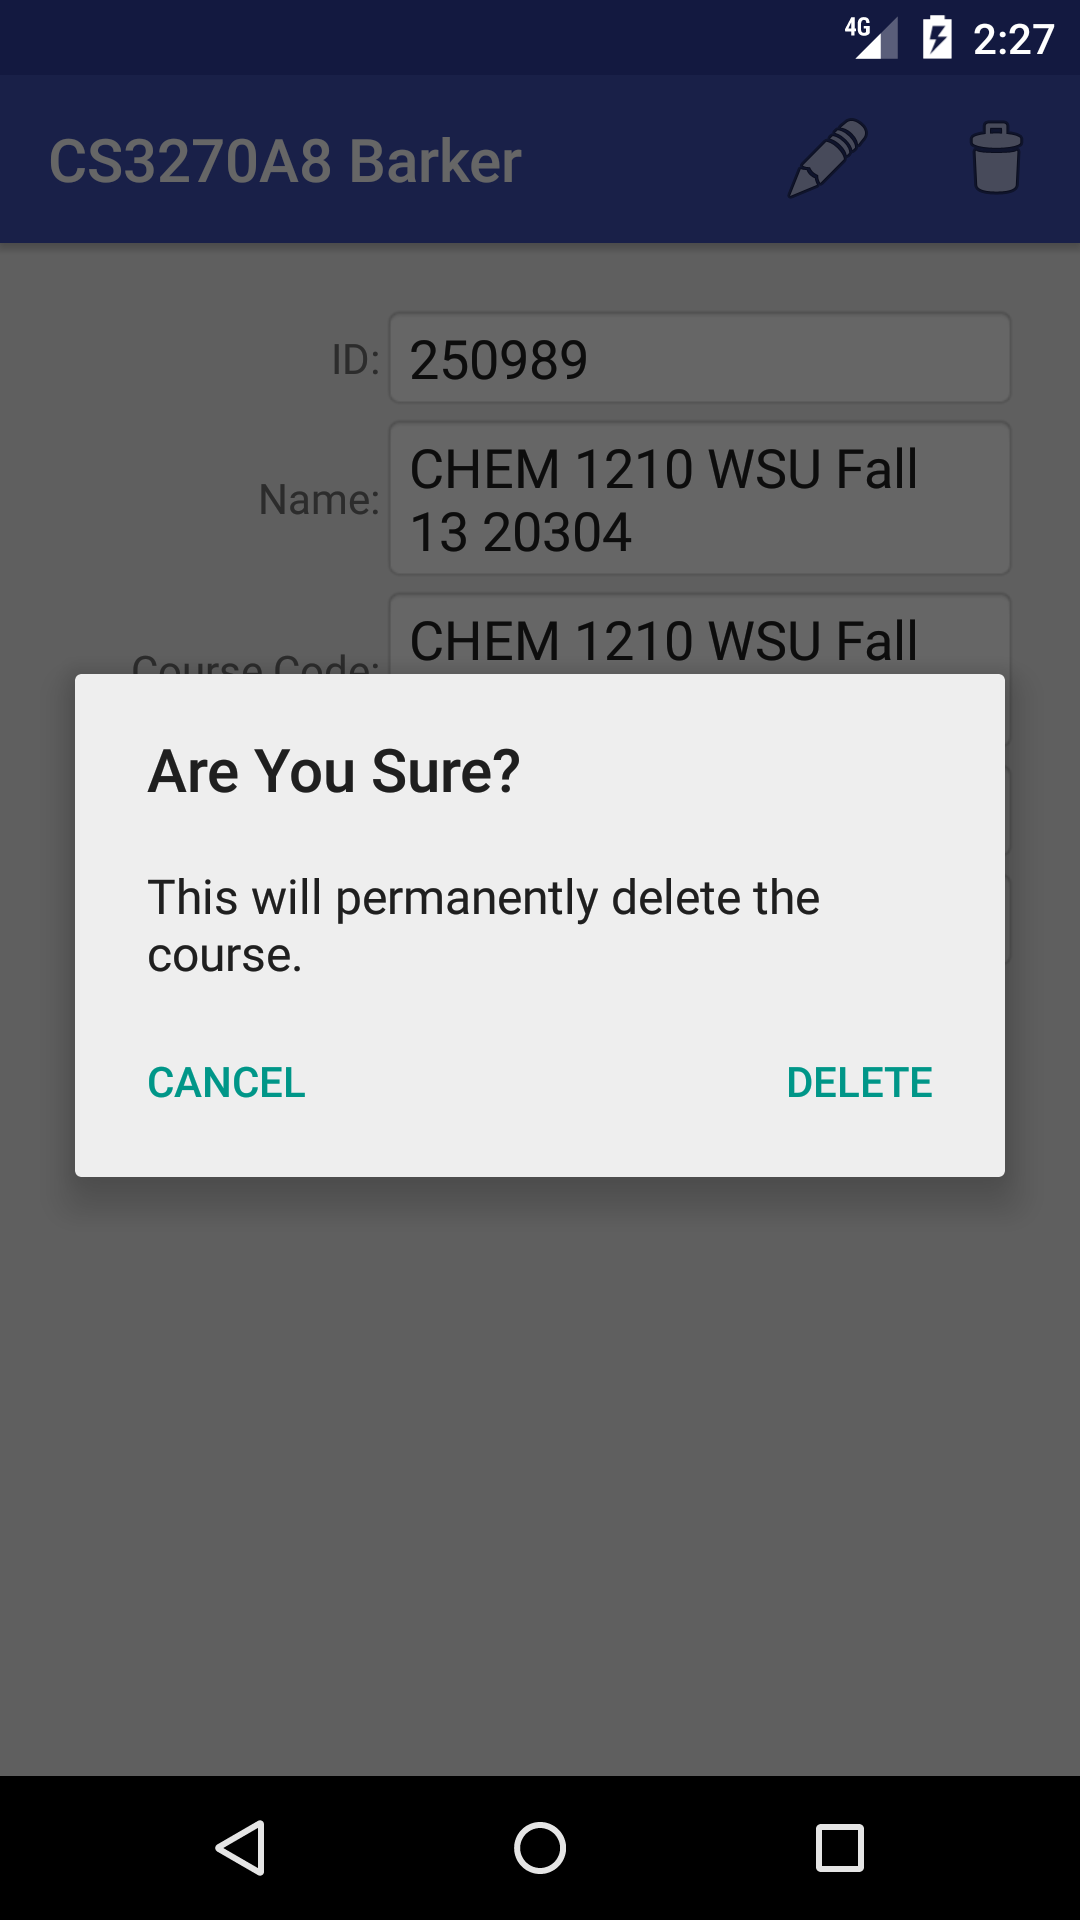 4G 2:27
CS3270A8 Barker
ID: 250989
Name: CHEM 1210 WSU Fall
13 20304
Course Code: CHEM 1210 WSU Fall
Are You Sure?
This will permanently delete the
course.
CANCEL DELETE